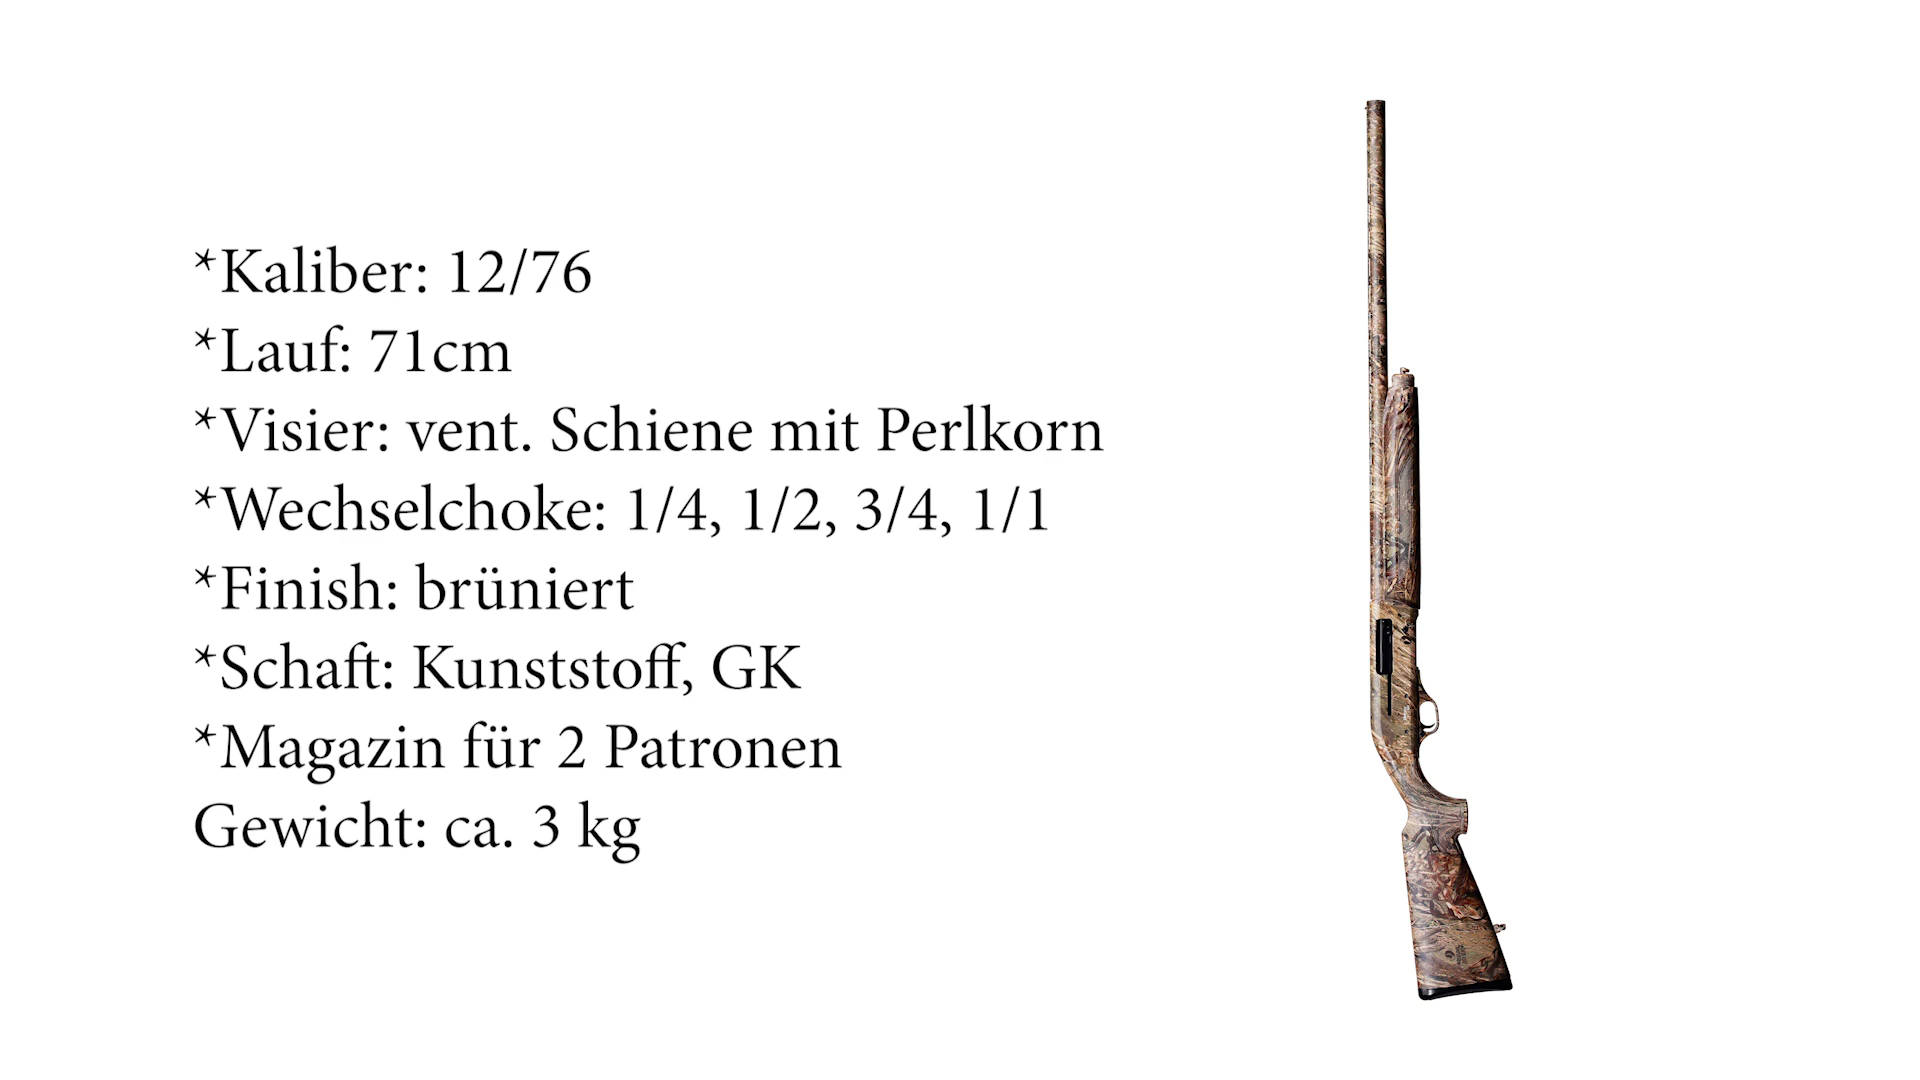 *Kaliber: 12/76
*Lauf: 71cm
*Visier: vent. Schiene mit Perlkorn
*Wechselchoke: 1/4, 1/2, 3/4, 1/1
*Finish: brüniert
*Schaft: Kunststoff, GK
*Magazin für 2 Patronen
Gewicht: ca. 3 kg